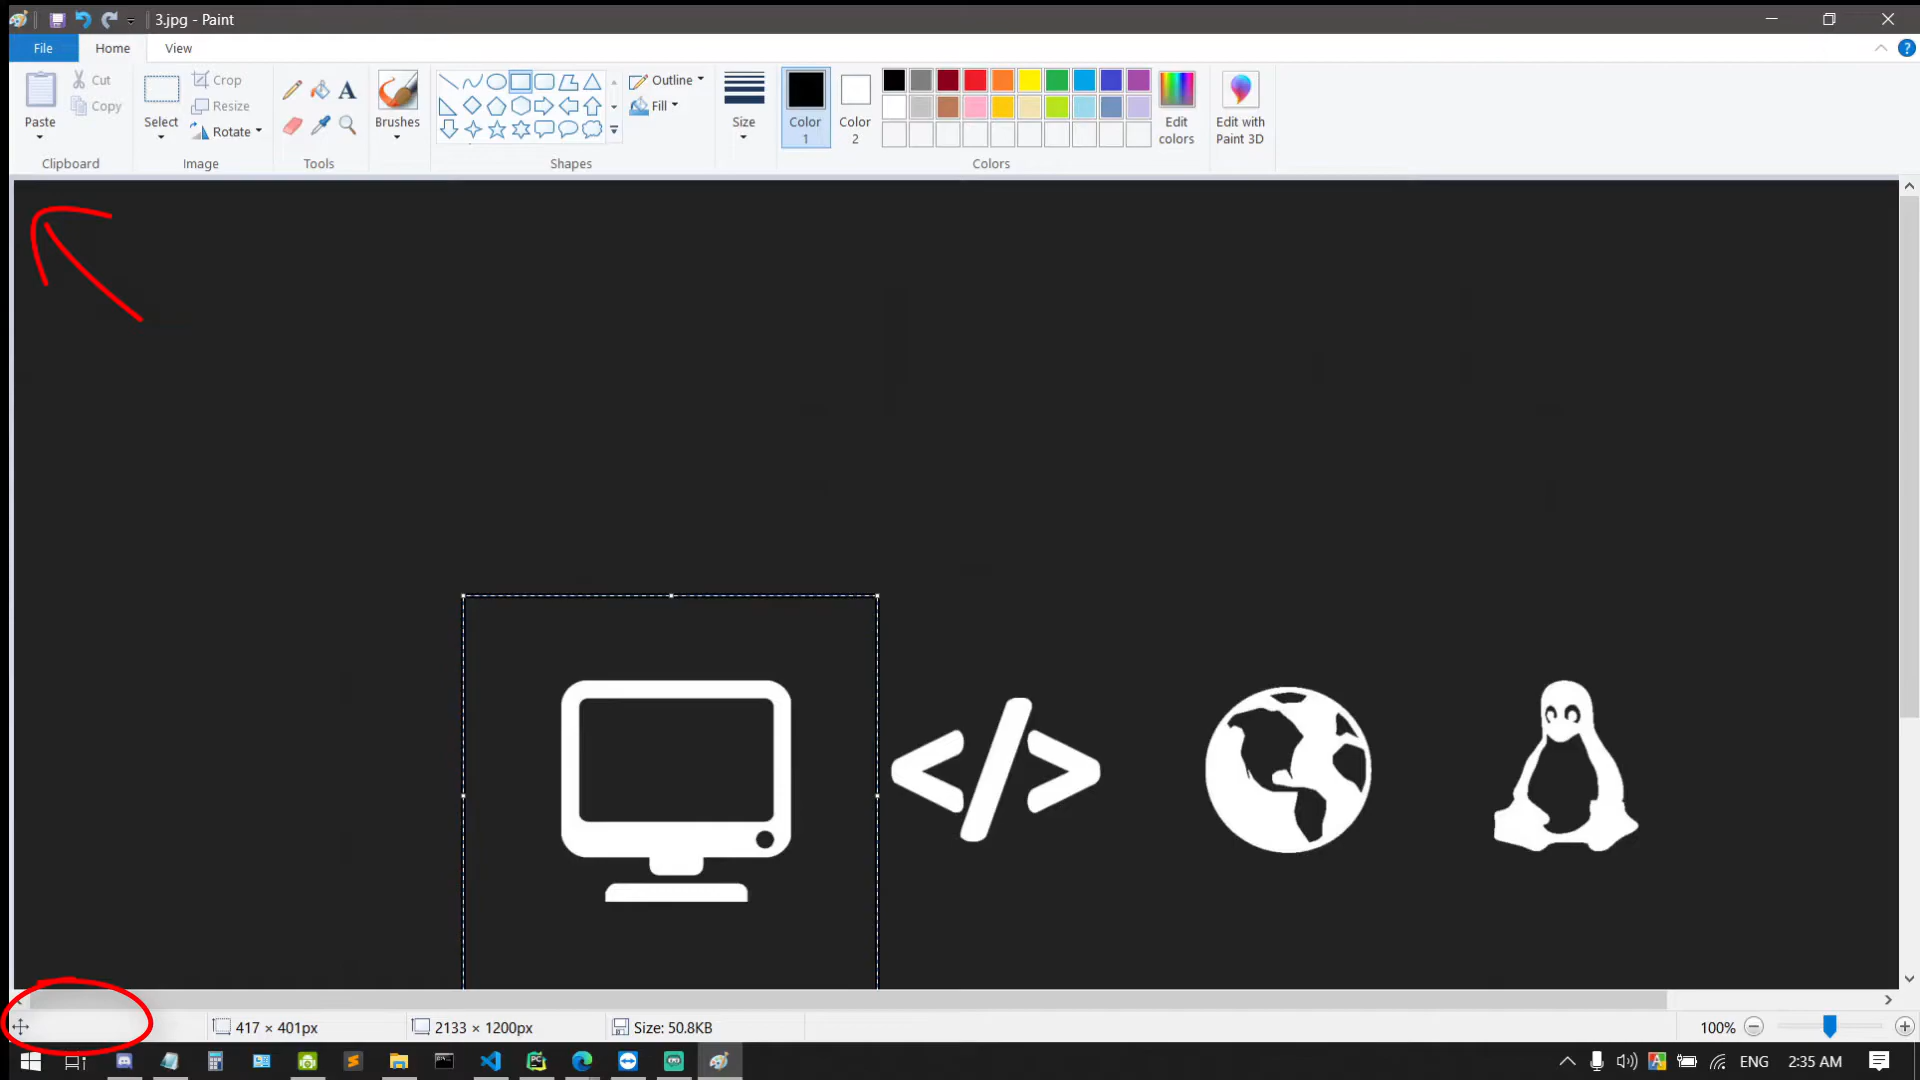 3.jpg - Paint
File Home View
Paste
Cut
Copy
Clipboard
Select
Crop
Resize
Rotate
Image
A
Tools
Brushes
Outline
Fill
Shapes
Size
Color 1
Color 2
Edit colors
Colors
Edit with Paint 3D
</>
417 × 401px 2133 × 1200px Size: 50.8KB 100%
ENG 2:35 AM